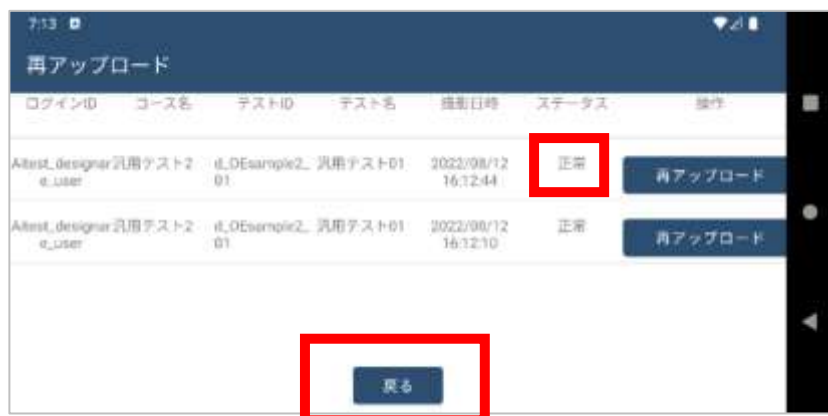 7:13
再アップロード
ログインID コース名 テストID テスト名 撮影日時 ステータス 操作
AItest_designar 汎用テスト2 d_OEsample2_ 汎用テスト01 2022/08/12 正常 再アップロード
e_user 01 16:12:44
AItest_designar 汎用テスト2 d_OEsample2_ 汎用テスト01 2022/08/12 正常 再アップロード
e_user 01 16:12:10
戻る